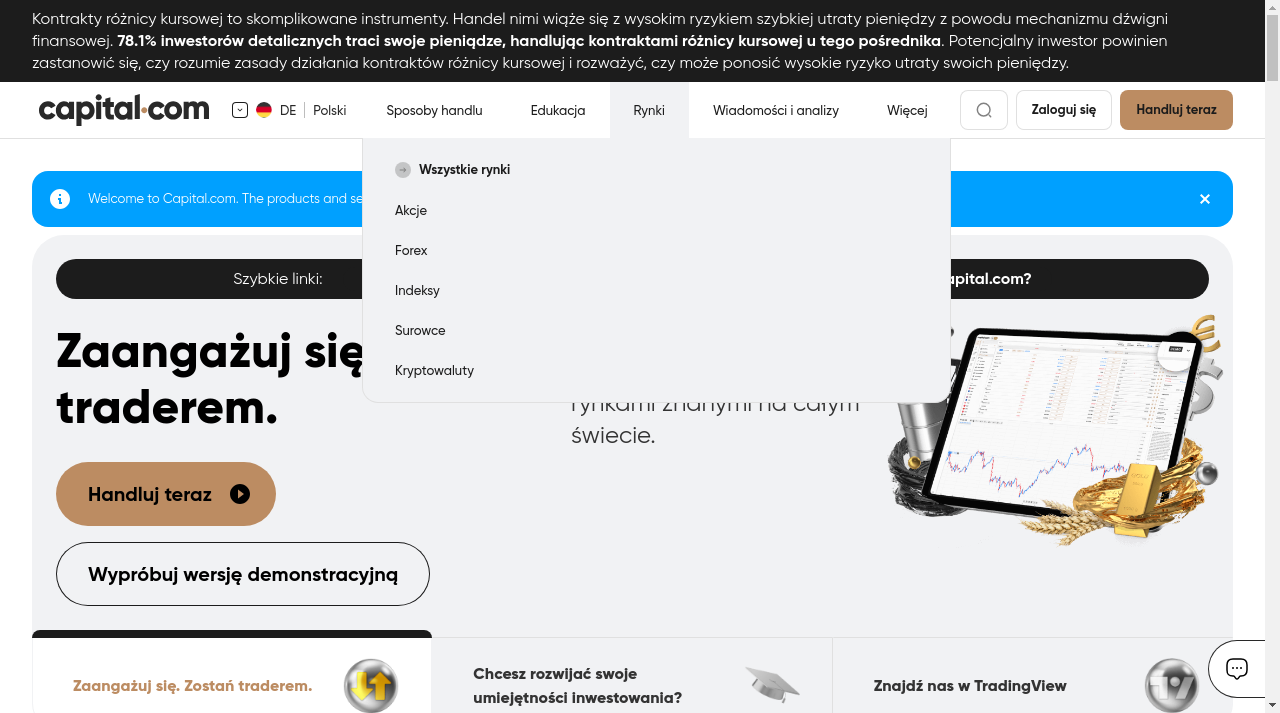 Kontrakty różnicy kursowej to skomplikowane instrumenty. Handel nimi wiąże się z wysokim ryzykiem szybkiej utraty pieniędzy z powodu mechanizmu dźwigni
finansowej. 78.1% inwestorów detalicznych traci swoje pieniądze, handlując kontraktami różnicy kursowej u tego pośrednika. Potencjalny inwestor powinien
zastanowić się, czy rozumie zasady działania kontraktów różnicy kursowej i rozważyć, czy może ponosić wysokie ryzyko utraty swoich pieniędzy.
capital.com
DE
Polski
Sposoby handlu
Edukacja
Rynki
Wiadomości i analizy
Więcej
Zaloguj się
Handluj teraz
Wszystkie rynki
Akcje
Forex
Indeksy
Surowce
Kryptowaluty
Welcome to Capital.com. The products and se
Szybkie linki:
apital.com?
Zaangażuj się
traderem.
rynkami znanymi na całym
świecie.
Handluj teraz
Wypróbuj wersję demonstracyjną
Zaangażuj się. Zostań traderem.
Chcesz rozwijać swoje
umiejętności inwestowania?
Znajdź nas w TradingView